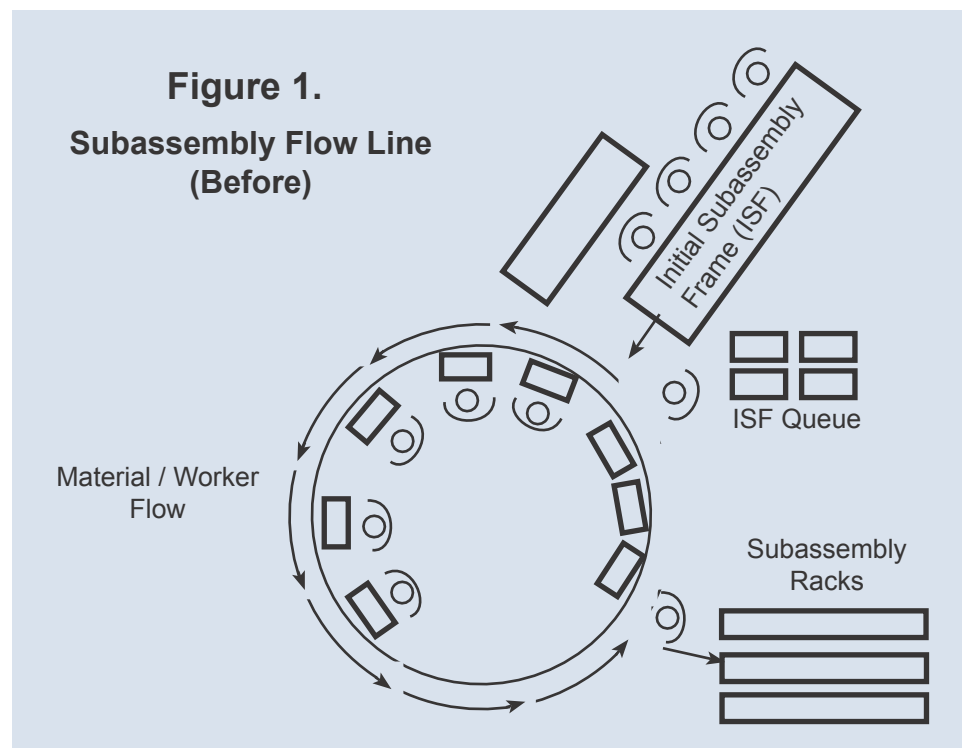 Figure 1.
Subassembly Flow Line
(Before)
Initial Subassembly
Frame (ISF)
ISF Queue
Material / Worker
Flow
Subassembly
Racks